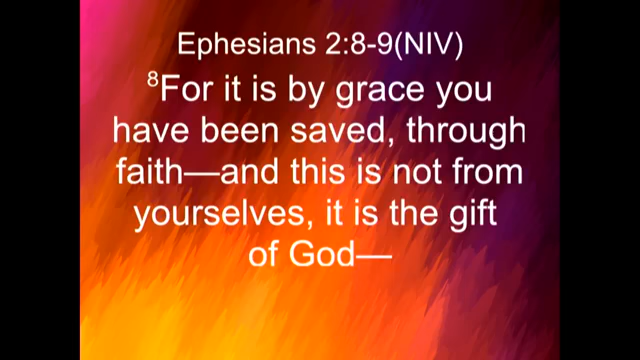 Ephesians 2:8-9(NIV)
⁸For it is by grace you
have been saved, through
faith—and this is not from
yourselves, it is the gift
of God—